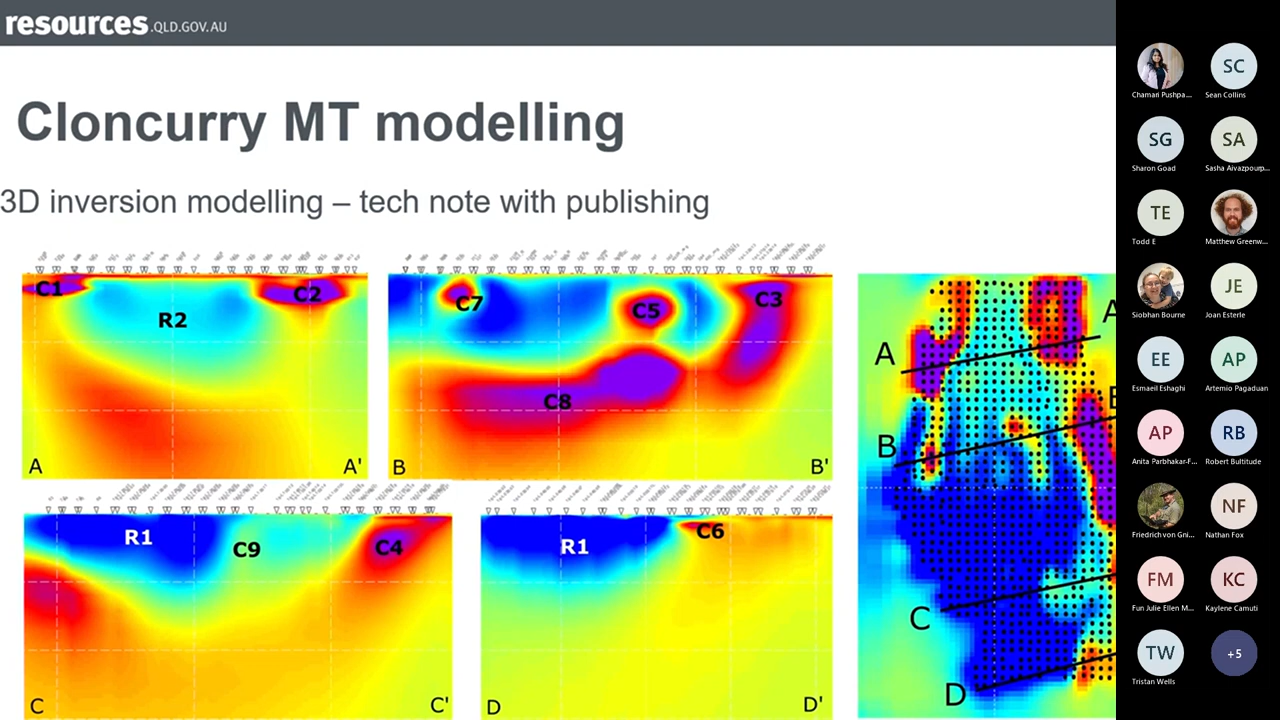 resources.QLD.GOV.AU
Cloncurry MT modelling
3D inversion modelling – tech note with publishing
C1
R2
C2
A
A'
C7
C5
C3
C8
B
B'
R1
C9
C4
C
C'
R1
C6
D
D'
A
A
B
C
D
Chamari Pushpa...
SC
Sean Collins
SG
Sharon Goad
SA
Sasha Aivazpourp...
TE
Todd E
Matthew Greenw...
Siobhan Bourne
JE
Joan Esterle
EE
Esmaeil Eshaghi
AP
Artemio Pagaduan
AP
Anita Parbhakar-F...
RB
Robert Bultitude
Friedrich von Gni...
NF
Nathan Fox
FM
Fun Julie Ellen M...
KC
Kaylene Camuti
TW
Tristan Wells
+5